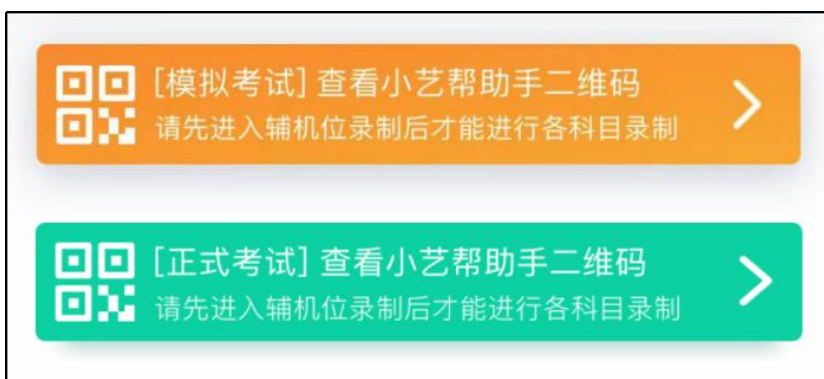 [模拟考试] 查看小艺帮助手二维码
请先进入辅机位录制后才能进行各科目录制
[正式考试] 查看小艺帮助手二维码
请先进入辅机位录制后才能进行各科目录制